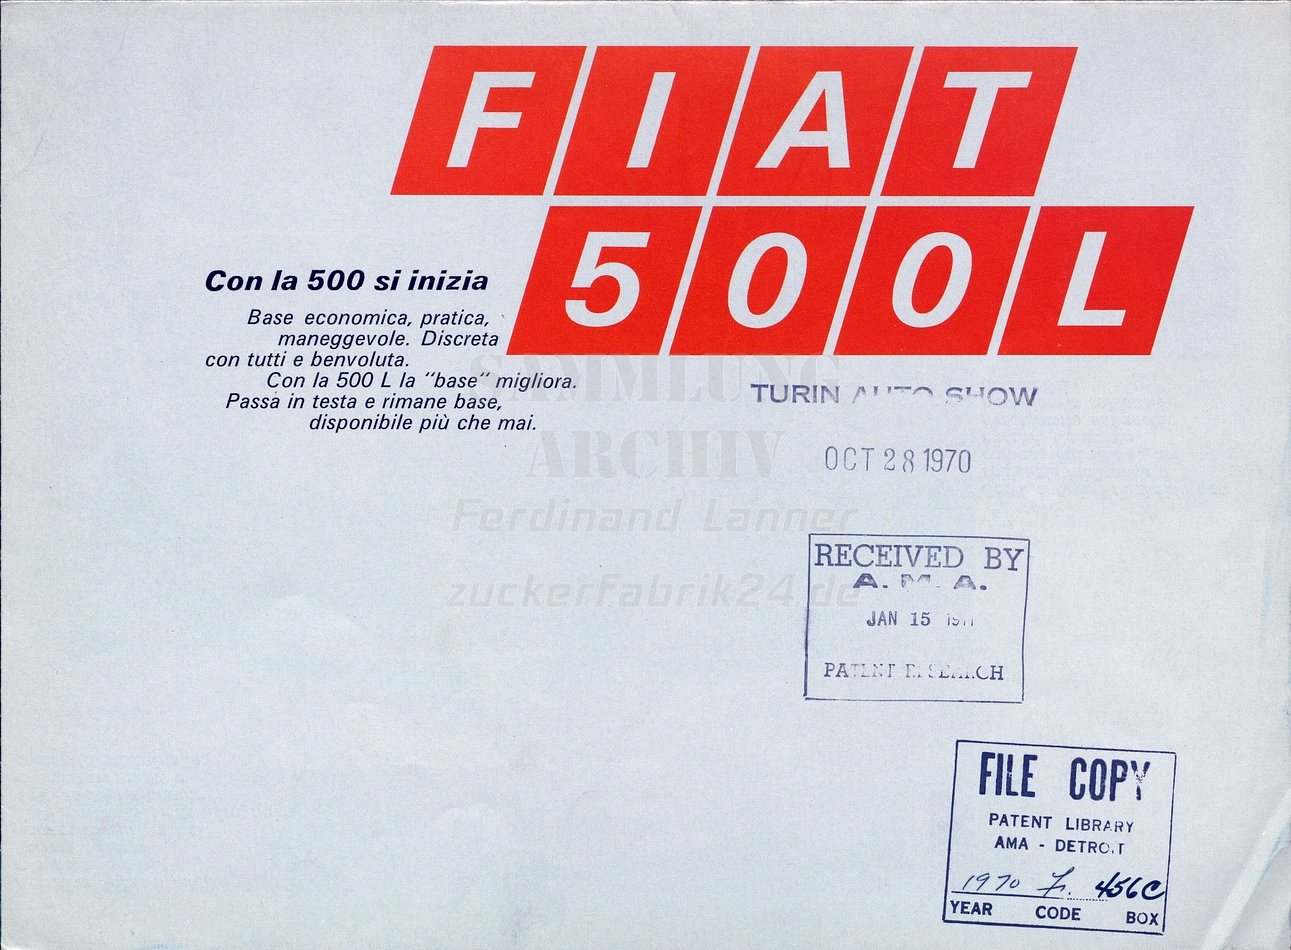 FIAT
500L
Con la 500 si inizia
Base economica, pratica,
maneggevole. Discreta
con tutti e benvoluta.
Con la 500 L la "base" migliora.
Passa in testa e rimane base,
disponibile più che mai.
SAMMLUNG
ARCHIV
Ferdinand Lanner
zuckerfabrik24.de
TURIN AUTO SHOW
OCT 28 1970
RECEIVED BY
A. M. A.
JAN 15 1971
PATENT RESEARCH
FILE COPY
PATENT LIBRARY
AMA - DETROIT
1970 456C
YEAR CODE BOX